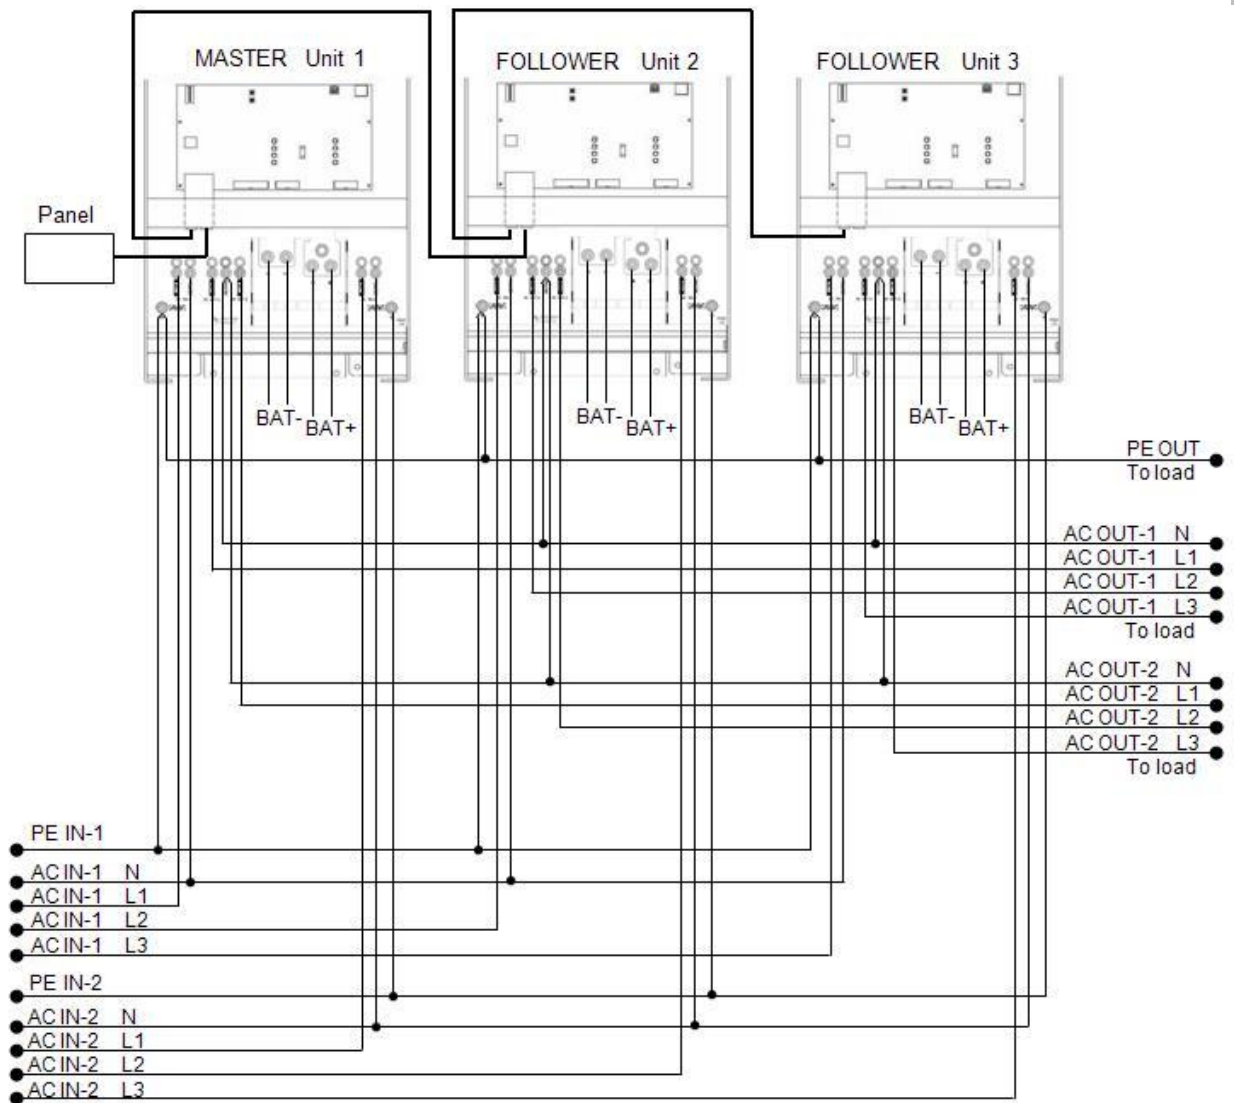 MASTER Unit 1
FOLLOWER Unit 2
FOLLOWER Unit 3
Panel
BAT-
BAT+
BAT-
BAT+
BAT-
BAT+
PE OUT
To load
AC OUT-1 N
AC OUT-1 L1
AC OUT-1 L2
AC OUT-1 L3
To load
AC OUT-2 N
AC OUT-2 L1
AC OUT-2 L2
AC OUT-2 L3
To load
PE IN-1
AC IN-1 N
AC IN-1 L1
AC IN-1 L2
AC IN-1 L3
PE IN-2
AC IN-2 N
AC IN-2 L1
AC IN-2 L2
AC IN-2 L3